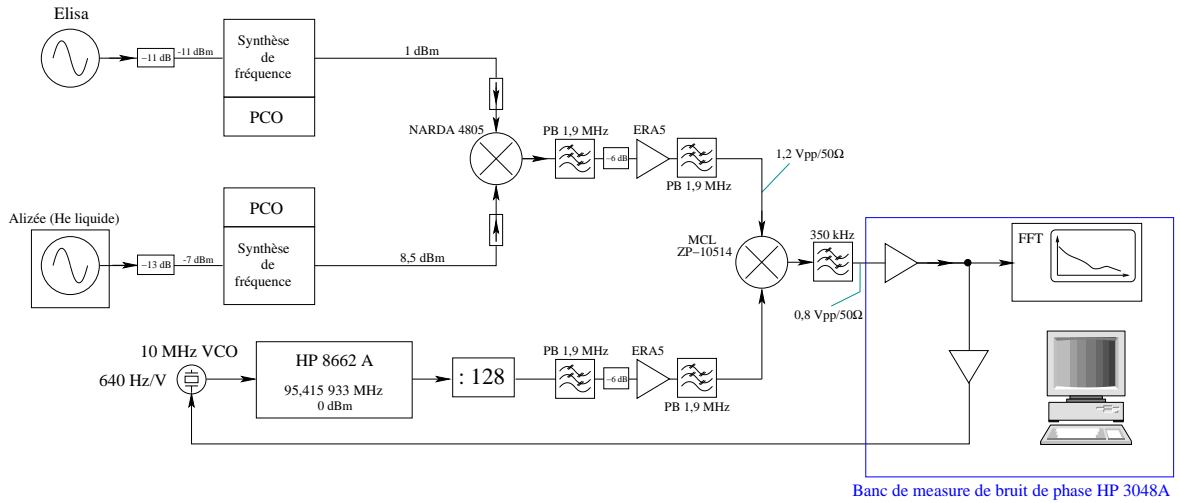 Elisa
−11 dB
-11 dBm
Synthèse
de
fréquence
PCO
1 dBm
NARDA 4805
PB 1,9 MHz
−6 dB
ERA5
PB 1,9 MHz
1,2 Vpp/50Ω
Alizée (He liquide)
−13 dB
-7 dBm
PCO
Synthèse
de
fréquence
8,5 dBm
MCL
ZP−10514
350 kHz
0,8 Vpp/50Ω
FFT
10 MHz VCO
640 Hz/V
HP 8662 A
95,415 933 MHz
0 dBm
: 128
PB 1,9 MHz
−6 dB
ERA5
PB 1,9 MHz
Banc de measure de bruit de phase HP 3048A